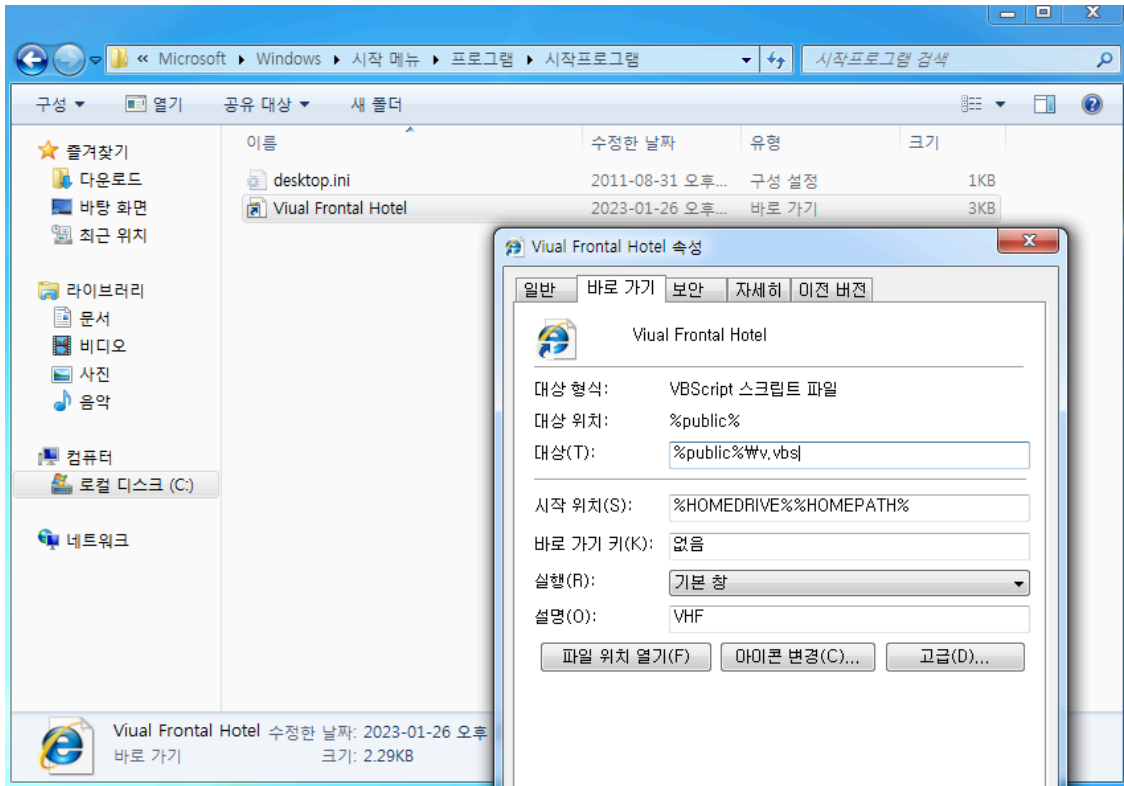 « Microsoft ▸ Windows ▸ 시작 메뉴 ▸ 프로그램 ▸ 시작프로그램
시작프로그램 검색
구성 ▼ 열기 공유 대상 ▼ 새 폴더
즐겨찾기
다운로드
바탕 화면
최근 위치
라이브러리
문서
비디오
사진
음악
컴퓨터
로컬 디스크 (C:)
네트워크
이름 수정한 날짜 유형 크기
desktop.ini 2011-08-31 오후... 구성 설정 1KB
Viual Frontal Hotel 2023-01-26 오후... 바로 가기 3KB
Viual Frontal Hotel 속성
일반 바로 가기 보안 자세히 이전 버전
Viual Frontal Hotel
대상 형식: VBScript 스크립트 파일
대상 위치: %public%
대상(T): %public%₩v.vbs
시작 위치(S): %HOMEDRIVE%%HOMEPATH%
바로 가기 키(K): 없음
실행(R): 기본 창
설명(O): VHF
파일 위치 열기(F) 아이콘 변경(C)... 고급(D)...
Viual Frontal Hotel 수정한 날짜: 2023-01-26 오후
바로 가기 크기: 2.29KB